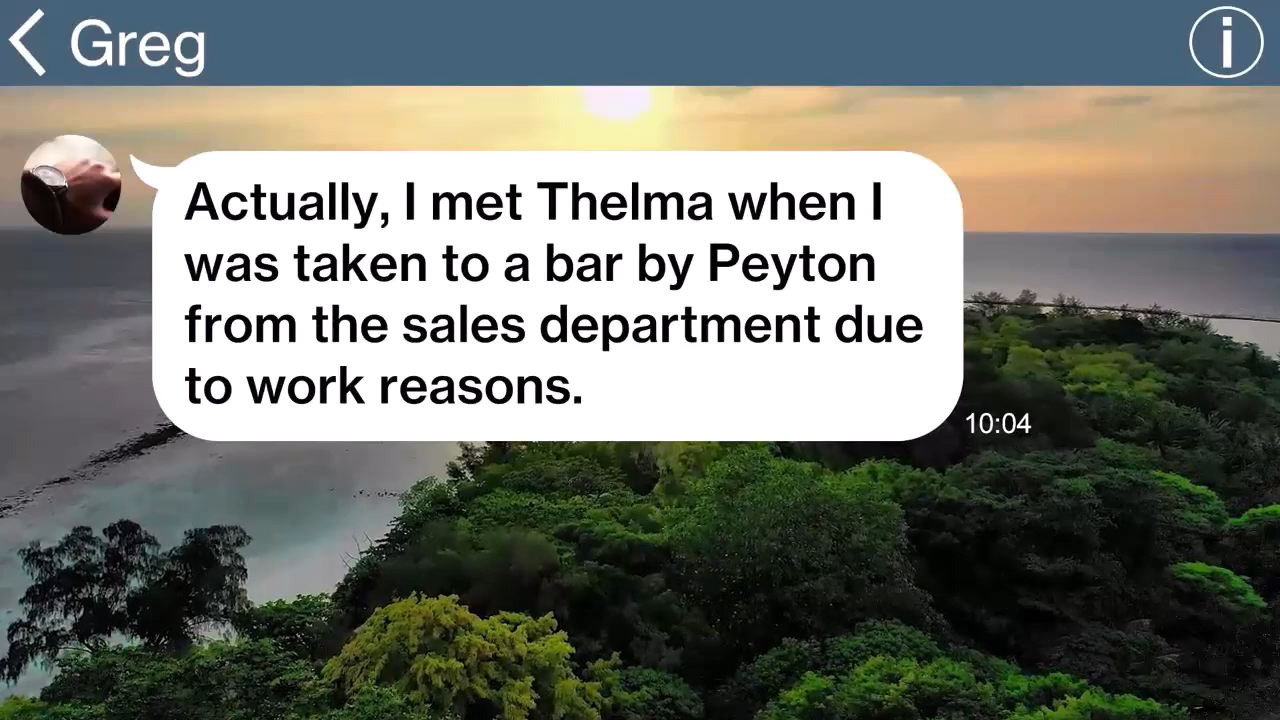 Greg
Actually, I met Thelma when I
was taken to a bar by Peyton
from the sales department due
to work reasons.
10:04